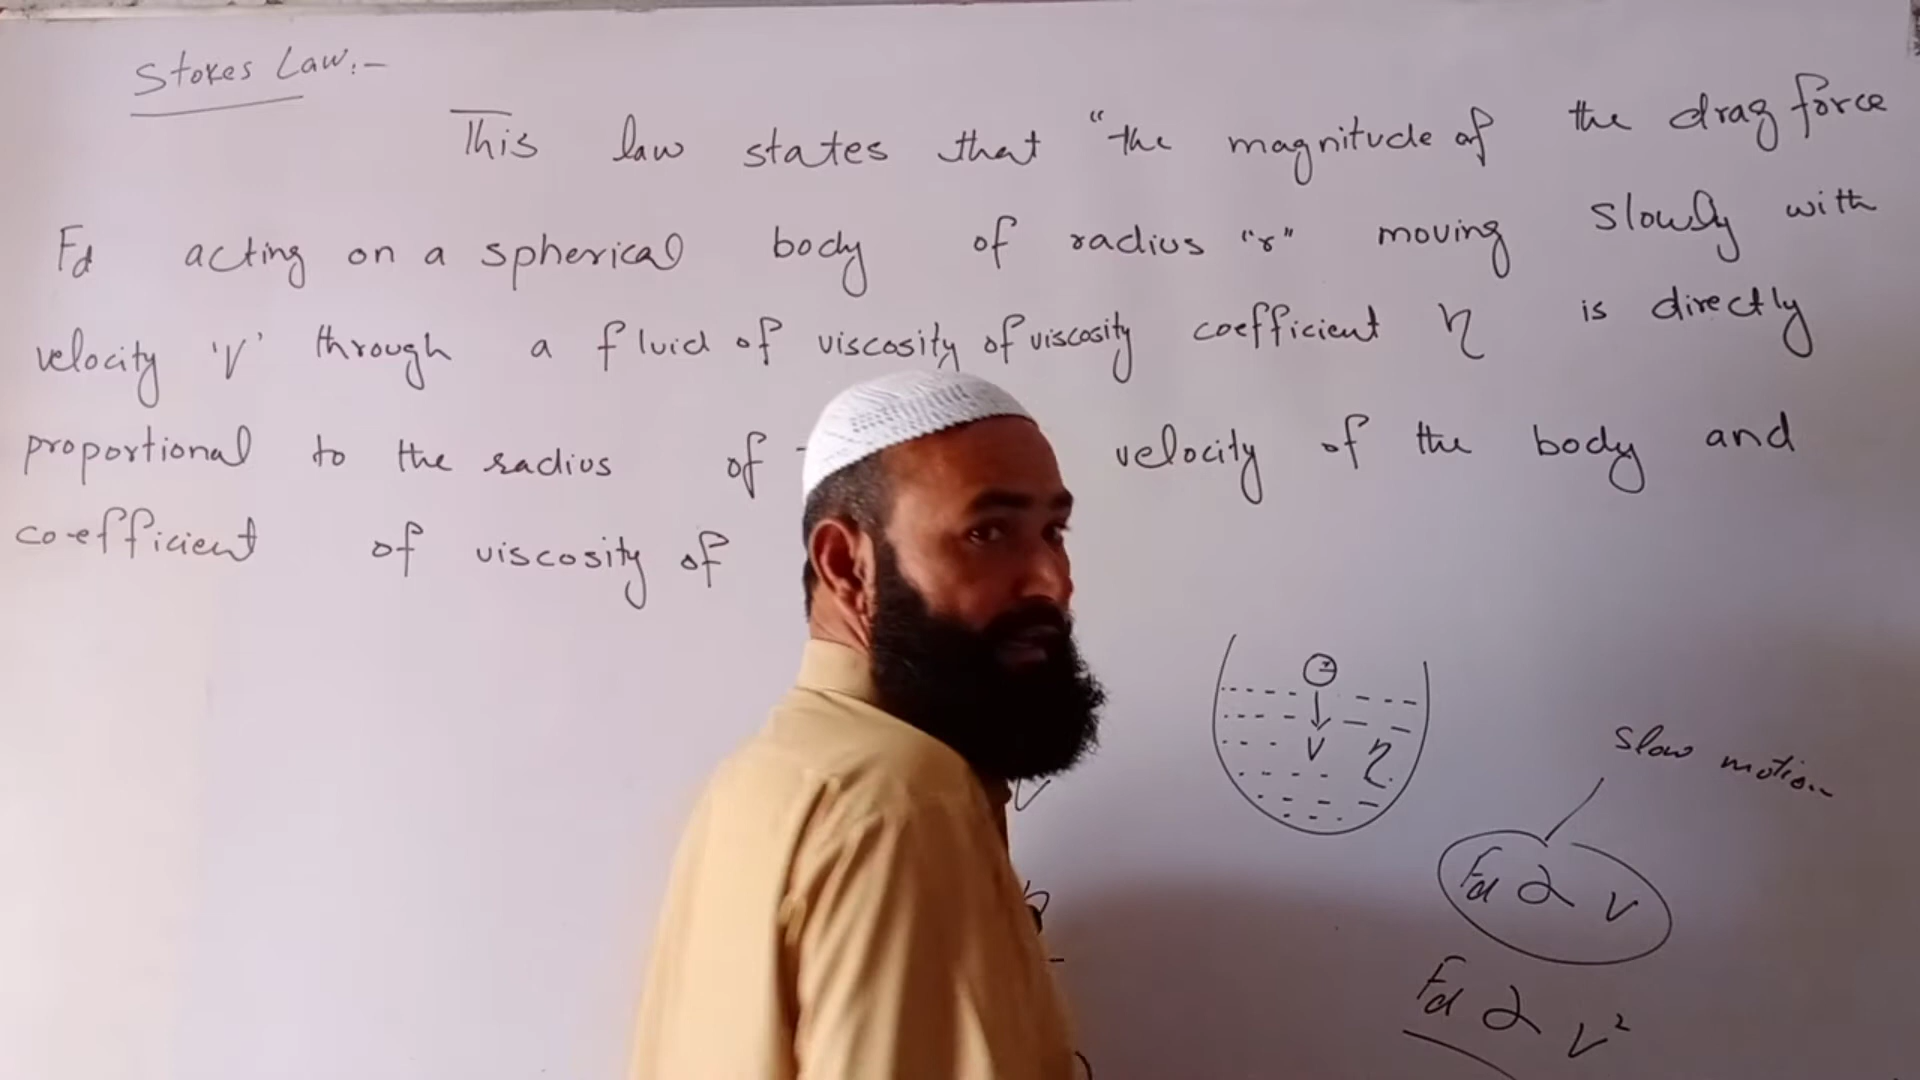 Stokes Law:-
This law states that "the magnitude of the drag force
Fd acting on a spherical body of radius "r" moving slowly with
velocity 'V' through a fluid of viscosity of viscosity coefficient η is directly
proportional to the radius of velocity of the body and
co-efficient of viscosity of
r
V η
slow motion
Fd α V
Fd α V²